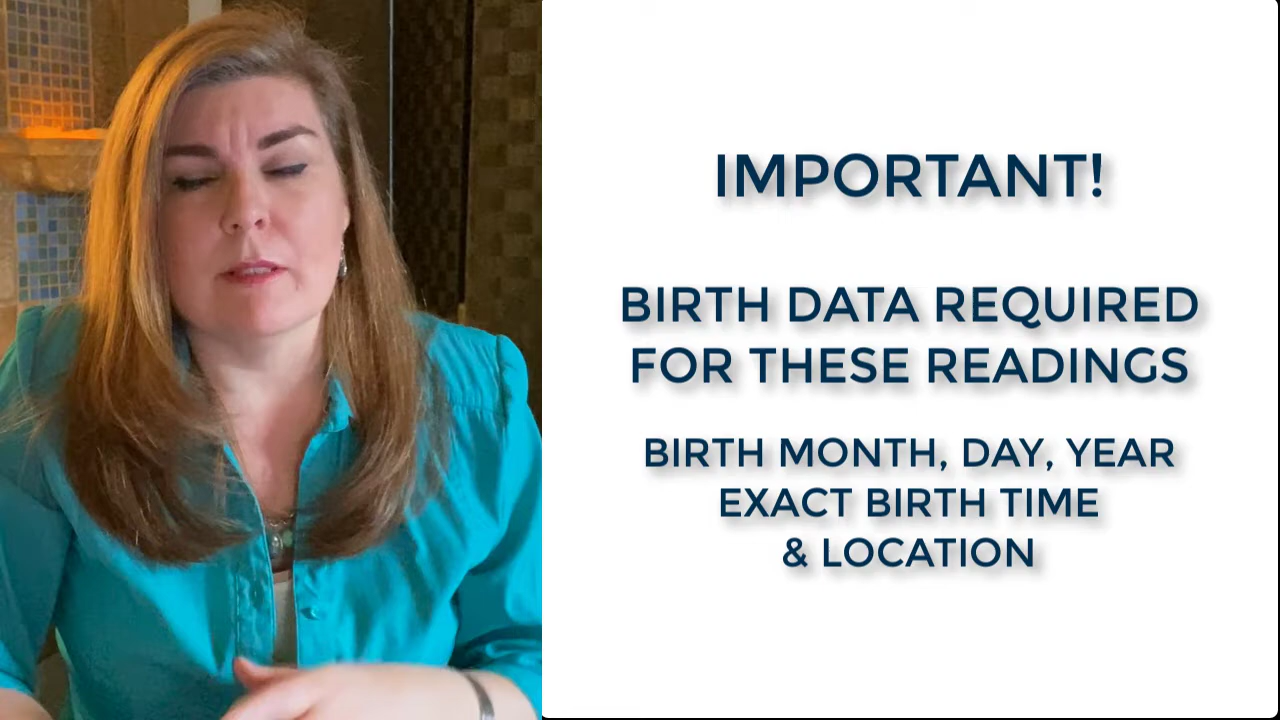 IMPORTANT!
BIRTH DATA REQUIRED
FOR THESE READINGS
BIRTH MONTH, DAY, YEAR
EXACT BIRTH TIME
& LOCATION